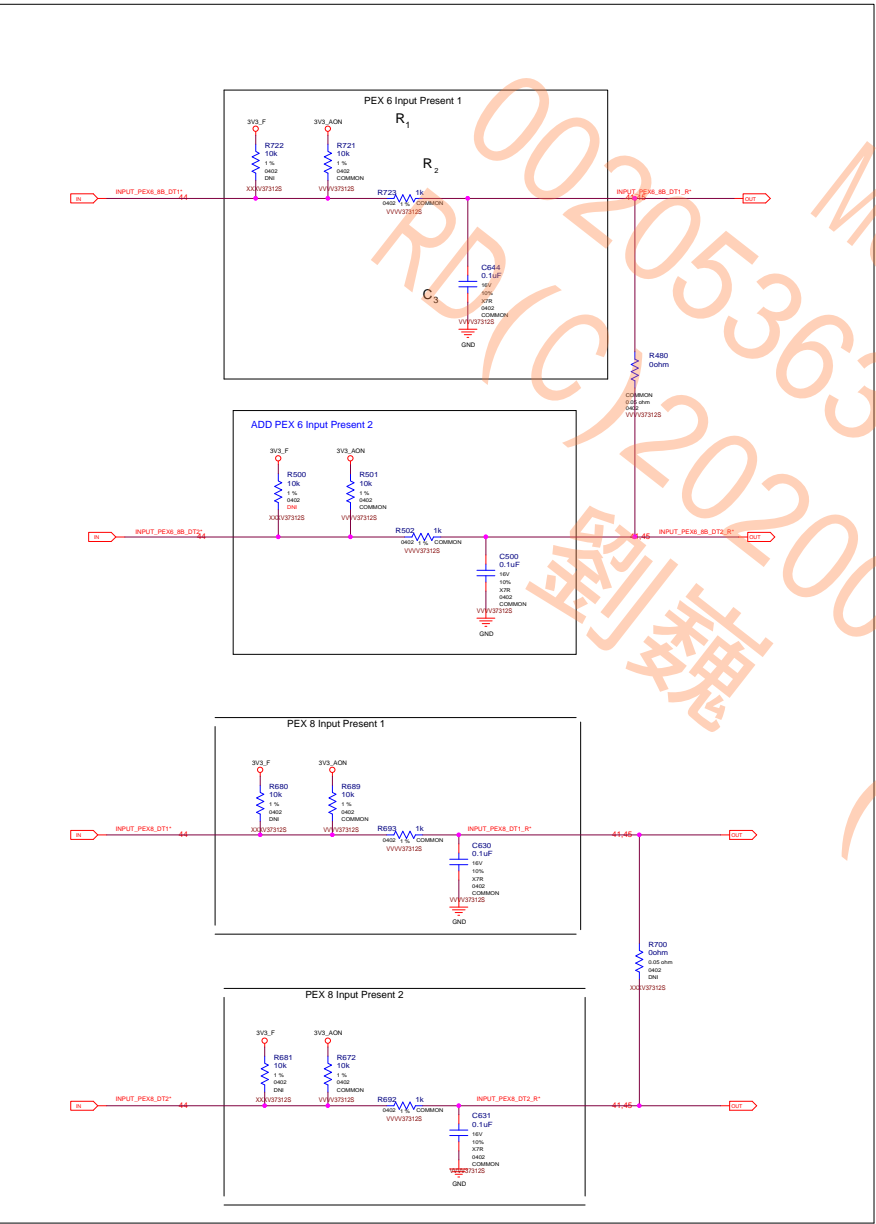 PEX 6 Input Present 1
R1
3V3_F
3V3_AON
R722
10k
1 %
0402
DNI
XXXV37312S
R721
10k
1 %
0402
COMMON
VVVV37312S
R2
INPUT_PEX6_8B_DT1*
IN
44
R723
1k
0402
1 %
COMMON
VVVV37312S
INPUT_PEX6_8B_DT1_R*
41,45
OUT
C3
C644
0.1uF
16V
10%
X7R
0402
COMMON
VVVV37312S
GND
R480
0ohm
COMMON
0.05 ohm
0402
VVVV37312S
ADD PEX 6 Input Present 2
3V3_F
3V3_AON
R500
10k
1 %
0402
DNI
XXXV37312S
R501
10k
1 %
0402
COMMON
VVVV37312S
INPUT_PEX6_8B_DT2*
IN
44
R502
1k
0402
1 %
COMMON
VVVV37312S
INPUT_PEX6_8B_DT2_R*
41,45
OUT
C500
0.1uF
16V
10%
X7R
0402
COMMON
VVVV37312S
GND
PEX 8 Input Present 1
3V3_F
3V3_AON
R680
10k
1 %
0402
DNI
XXXV37312S
R689
10k
1 %
0402
COMMON
VVVV37312S
INPUT_PEX8_DT1*
IN
44
R693
1k
0402
1 %
COMMON
VVVV37312S
INPUT_PEX8_DT1_R*
41,45
OUT
C630
0.1uF
16V
10%
X7R
0402
COMMON
VVVV37312S
GND
R700
0ohm
0.05 ohm
0402
DNI
XXXV37312S
PEX 8 Input Present 2
3V3_F
3V3_AON
R681
10k
1 %
0402
DNI
XXXV37312S
R672
10k
1 %
0402
COMMON
VVVV37312S
INPUT_PEX8_DT2*
IN
44
R692
1k
0402
1 %
COMMON
VVVV37312S
INPUT_PEX8_DT2_R*
41,45
OUT
C631
0.1uF
16V
10%
X7R
0402
COMMON
VVVV37312S
GND
00205363
RD(C)20200
劉巍